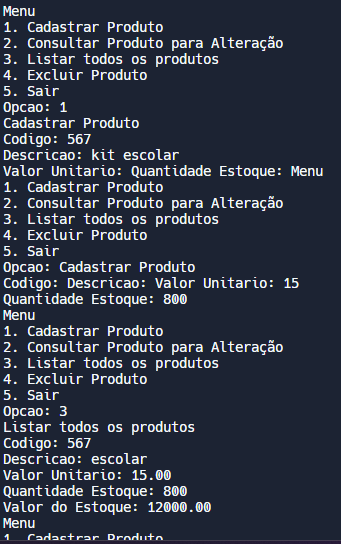 Menu
1. Cadastrar Produto
2. Consultar Produto para Alteração
3. Listar todos os produtos
4. Excluir Produto
5. Sair
Opcao: 1
Cadastrar Produto
Codigo: 567
Descricao: kit escolar
Valor Unitario: Quantidade Estoque: Menu
1. Cadastrar Produto
2. Consultar Produto para Alteração
3. Listar todos os produtos
4. Excluir Produto
5. Sair
Opcao: Cadastrar Produto
Codigo: Descricao: Valor Unitario: 15
Quantidade Estoque: 800
Menu
1. Cadastrar Produto
2. Consultar Produto para Alteração
3. Listar todos os produtos
4. Excluir Produto
5. Sair
Opcao: 3
Listar todos os produtos
Codigo: 567
Descricao: escolar
Valor Unitario: 15.00
Quantidade Estoque: 800
Valor do Estoque: 12000.00
Menu
1. Cadastrar Produto